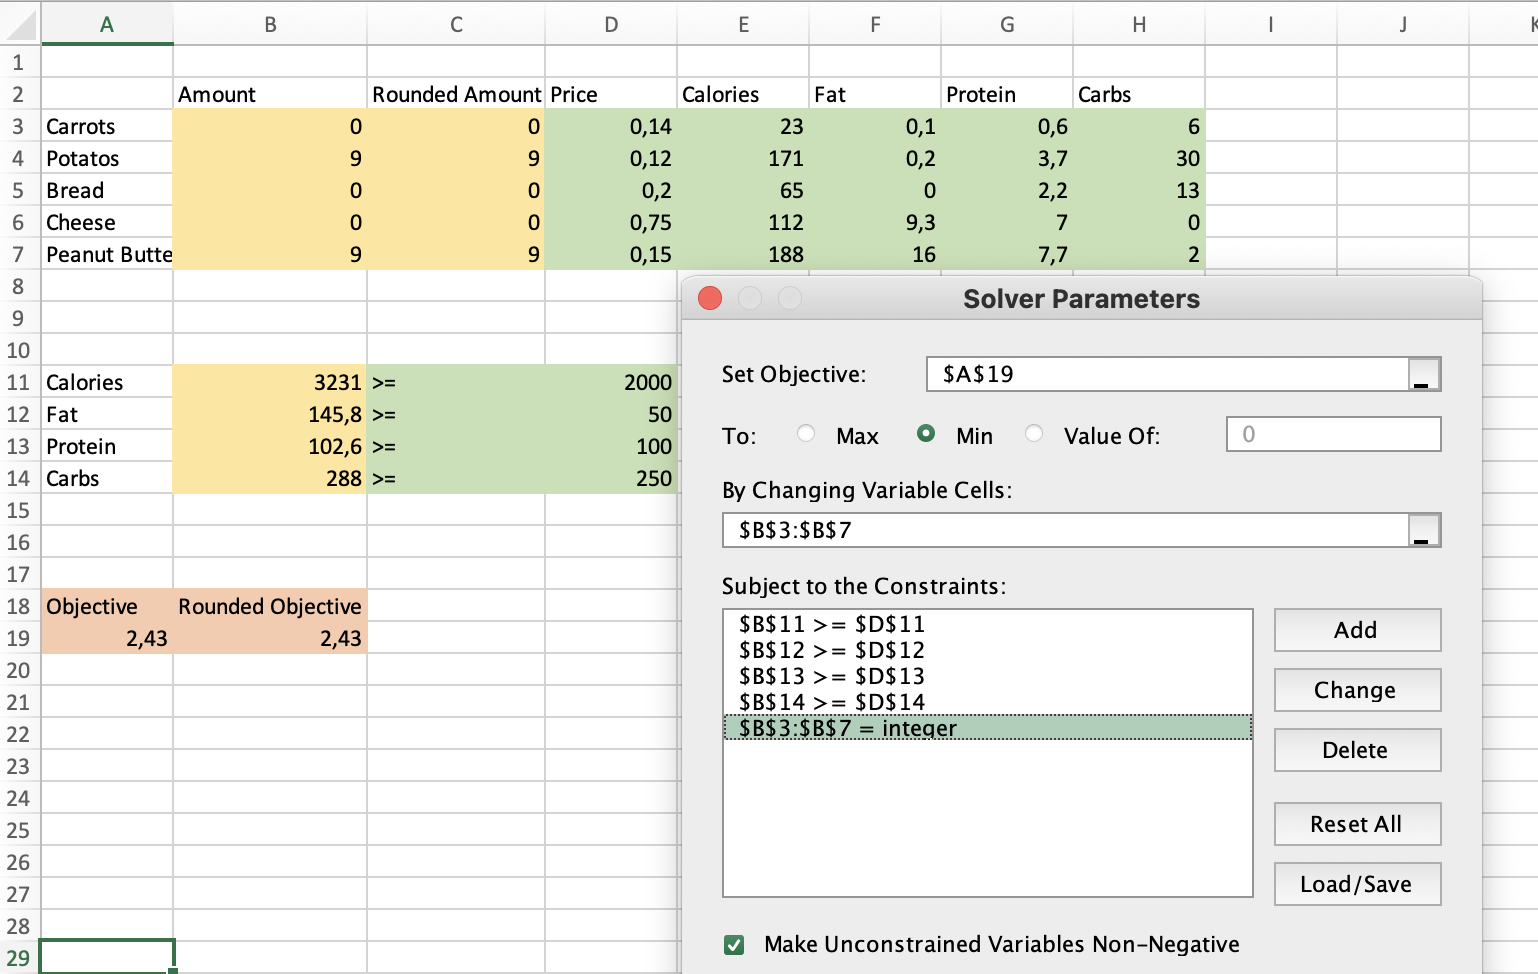 A B C D E F G H I J K
1
2 Amount Rounded Amount Price Calories Fat Protein Carbs
3 Carrots 0 0 0,14 23 0,1 0,6 6
4 Potatos 9 9 0,12 171 0,2 3,7 30
5 Bread 0 0 0,2 65 0 2,2 13
6 Cheese 0 0 0,75 112 9,3 7 0
7 Peanut Butte 9 9 0,15 188 16 7,7 2
8
9
10
11 Calories 3231 >= 2000
12 Fat 145,8 >= 50
13 Protein 102,6 >= 100
14 Carbs 288 >= 250
15
16
17
18 Objective Rounded Objective
19 2,43 2,43
20
21
22
23
24
25
26
27
28
29
Solver Parameters
Set Objective: $A$19
To: Max Min Value Of: 0
By Changing Variable Cells:
$B$3:$B$7
Subject to the Constraints:
$B$11 >= $D$11
$B$12 >= $D$12
$B$13 >= $D$13
$B$14 >= $D$14
$B$3:$B$7 = integer
Add
Change
Delete
Reset All
Load/Save
Make Unconstrained Variables Non-Negative